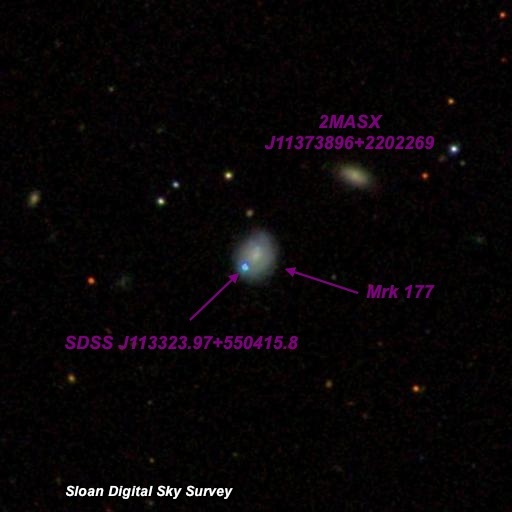 2MASX
J11373896+2202269
Mrk 177
SDSS J113323.97+550415.8
Sloan Digital Sky Survey